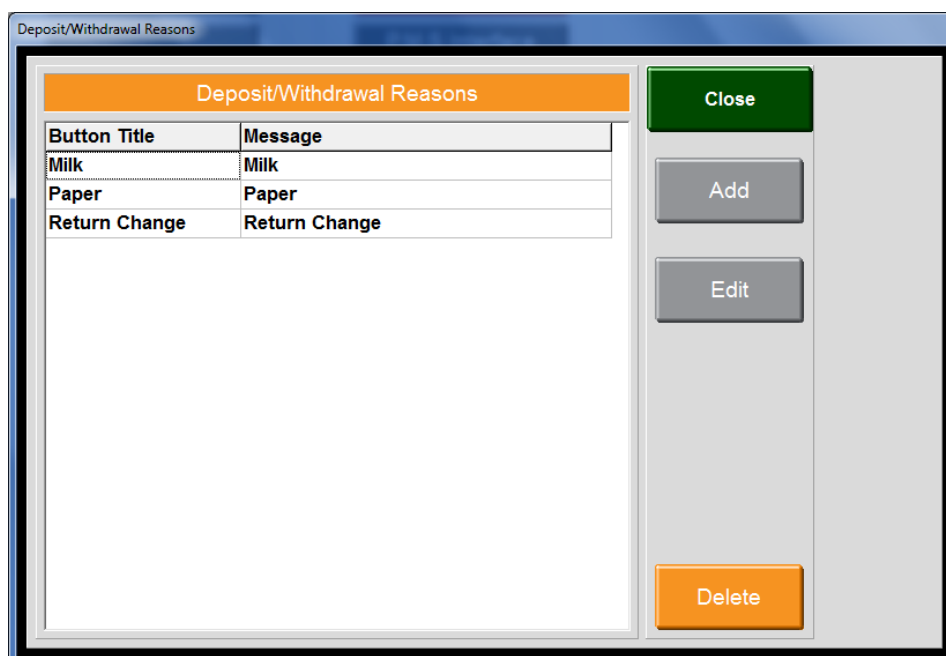 Deposit/Withdrawal Reasons
Deposit/Withdrawal Reasons
Close
Button Title Message
Milk Milk
Paper Paper
Add
Return Change Return Change
Edit
Delete